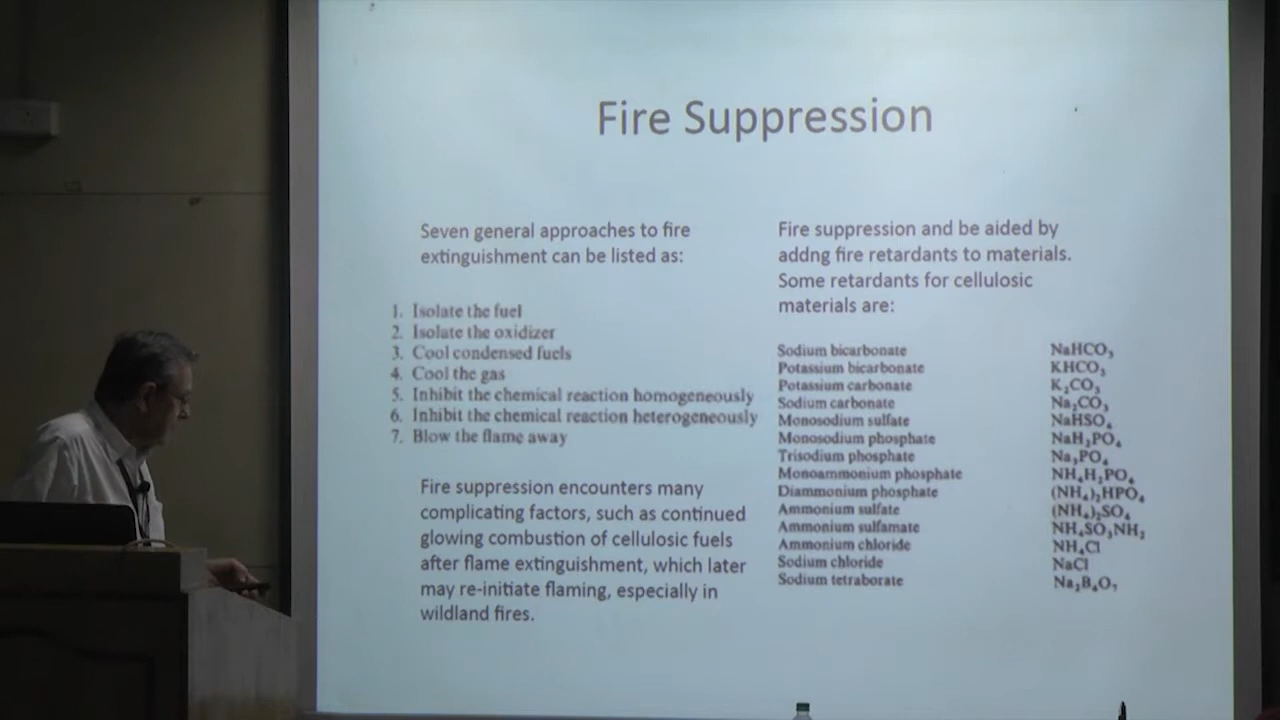 Fire Suppression
Seven general approaches to fire
extinguishment can be listed as:
1. Isolate the fuel
2. Isolate the oxidizer
3. Cool condensed fuels
4. Cool the gas
5. Inhibit the chemical reaction homogeneously
6. Inhibit the chemical reaction heterogeneously
7. Blow the flame away
Fire suppression encounters many
complicating factors, such as continued
glowing combustion of cellulosic fuels
after flame extinguishment, which later
may re-initiate flaming, especially in
wildland fires.
Fire suppression and be aided by
addng fire retardants to materials.
Some retardants for cellulosic
materials are:
Sodium bicarbonate NaHCO₃
Potassium bicarbonate KHCO₃
Potassium carbonate K₂CO₃
Sodium carbonate Na₂CO₃
Monosodium sulfate NaHSO₄
Monosodium phosphate NaH₂PO₄
Trisodium phosphate Na₃PO₄
Monoammonium phosphate NH₄H₂PO₄
Diammonium phosphate (NH₄)₂HPO₄
Ammonium sulfate (NH₄)₂SO₄
Ammonium sulfamate NH₄SO₃NH₂
Ammonium chloride NH₄Cl
Sodium chloride NaCl
Sodium tetraborate Na₂B₄O₇